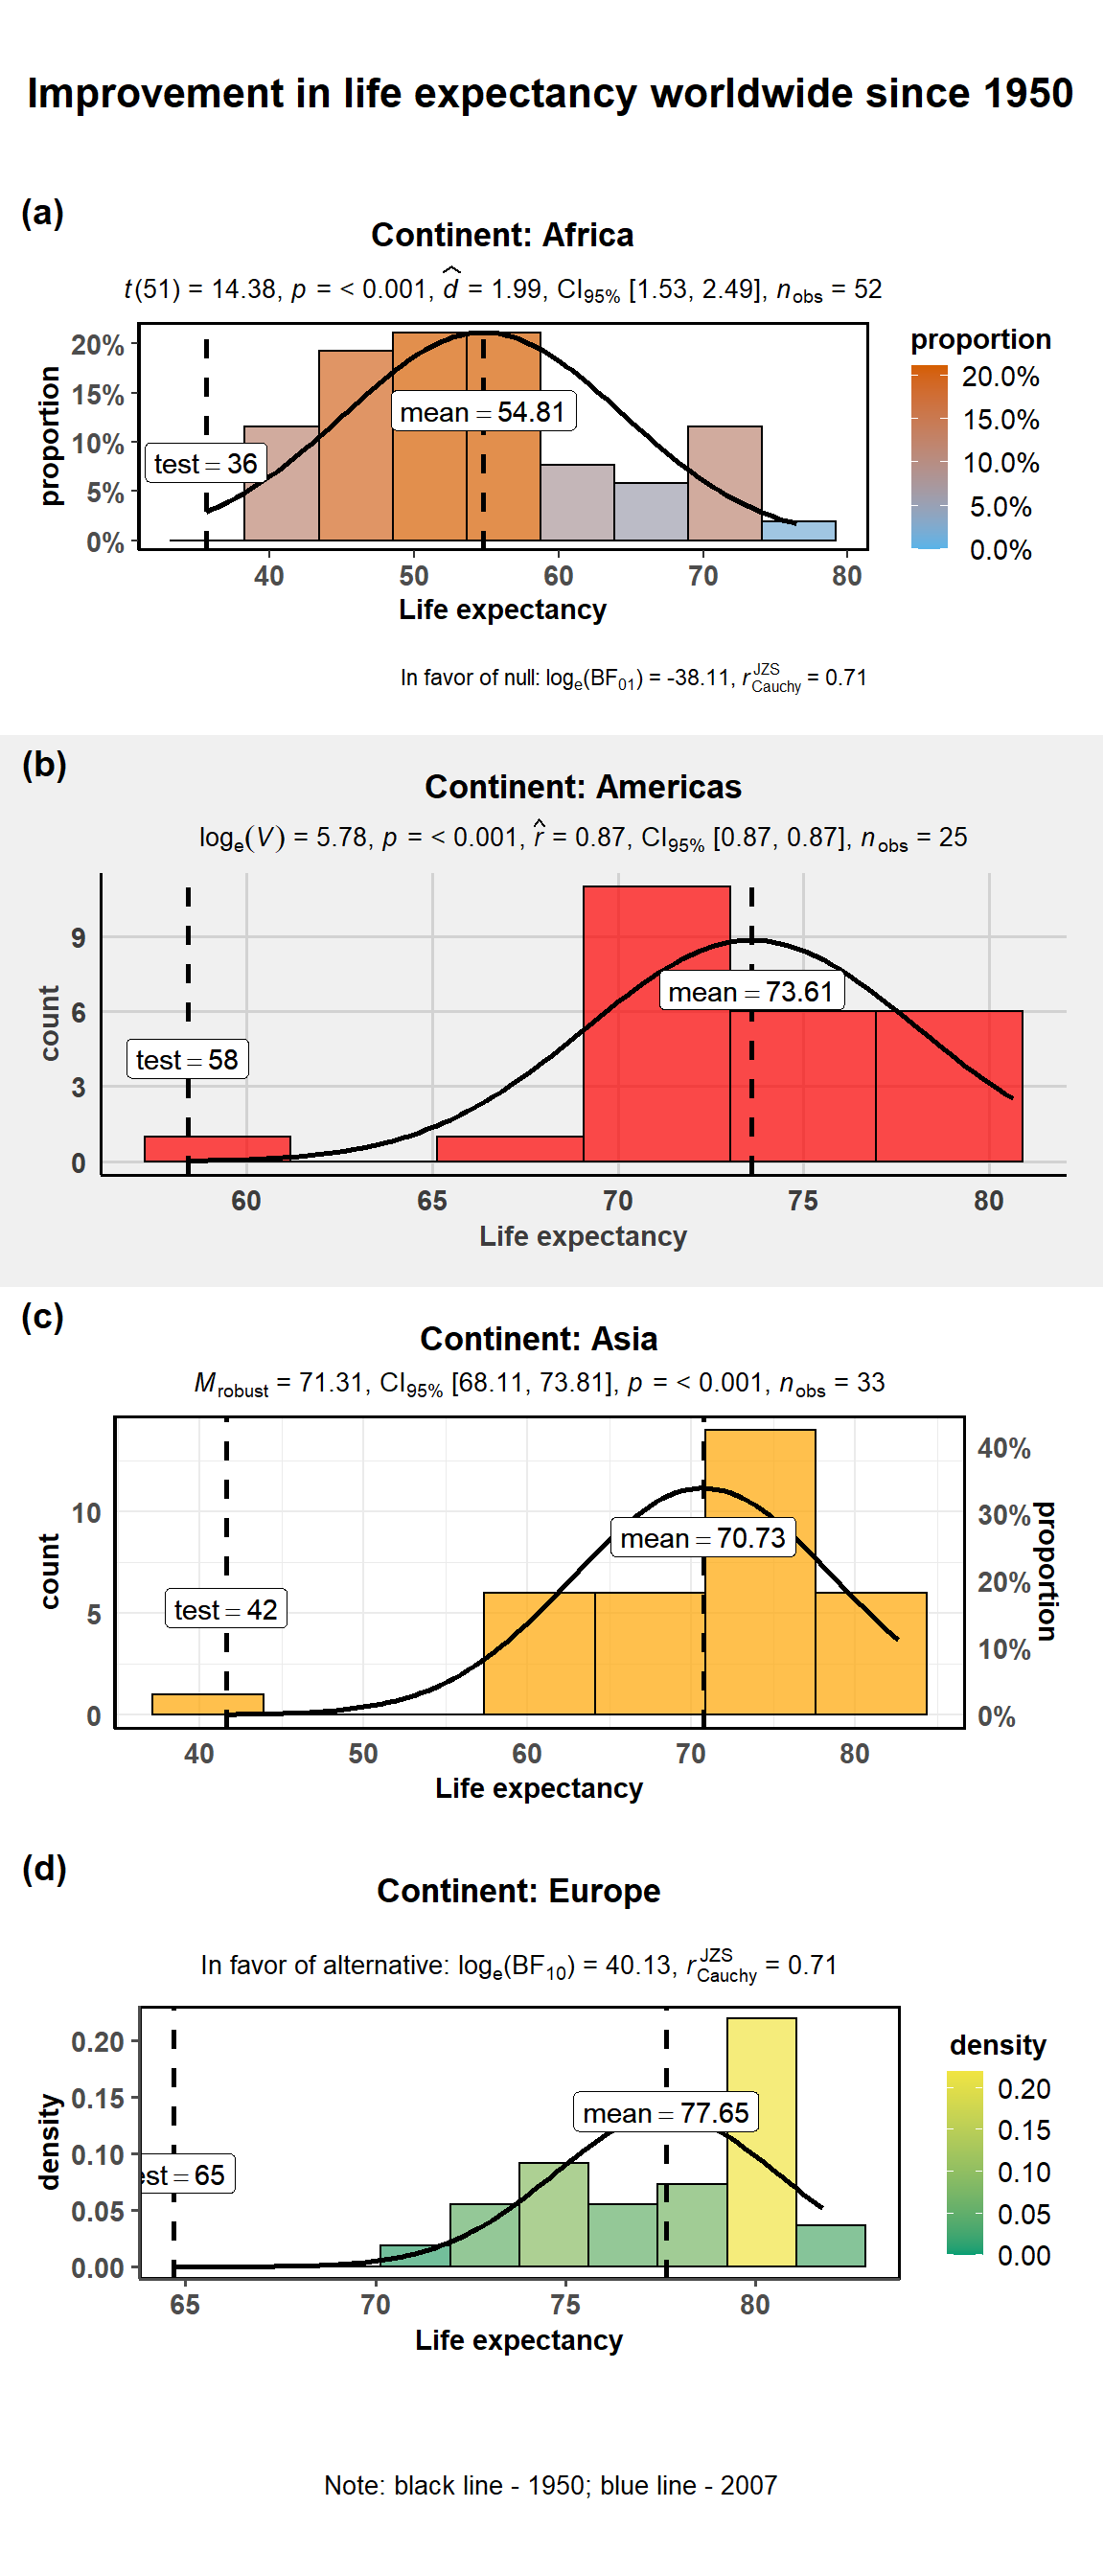 Improvement in life expectancy worldwide since 1950
(a)
Continent: Africa
t(51) = 14.38, p = < 0.001, d̂ = 1.99, CI95% [1.53, 2.49], nobs = 52
proportion
20%
15%
10%
5%
0%
mean = 54.81
test = 36
40 50 60 70 80
Life expectancy
proportion
20.0%
15.0%
10.0%
5.0%
0.0%
In favor of null: loge(BF01) = -38.11, rJZSCauchy = 0.71
(b)
Continent: Americas
loge(V) = 5.78, p = < 0.001, r̂ = 0.87, CI95% [0.87, 0.87], nobs = 25
count
9
6
3
0
mean = 73.61
test = 58
60 65 70 75 80
Life expectancy
(c)
Continent: Asia
Mrobust = 71.31, CI95% [68.11, 73.81], p = < 0.001, nobs = 33
count
10
5
0
mean = 70.73
test = 42
40%
30%
20%
10%
0%
proportion
40 50 60 70 80
Life expectancy
(d)
Continent: Europe
In favor of alternative: loge(BF10) = 40.13, rJZSCauchy = 0.71
density
0.20
0.15
0.10
0.05
0.00
mean = 77.65
est = 65
65 70 75 80
Life expectancy
density
0.20
0.15
0.10
0.05
0.00
Note: black line - 1950; blue line - 2007